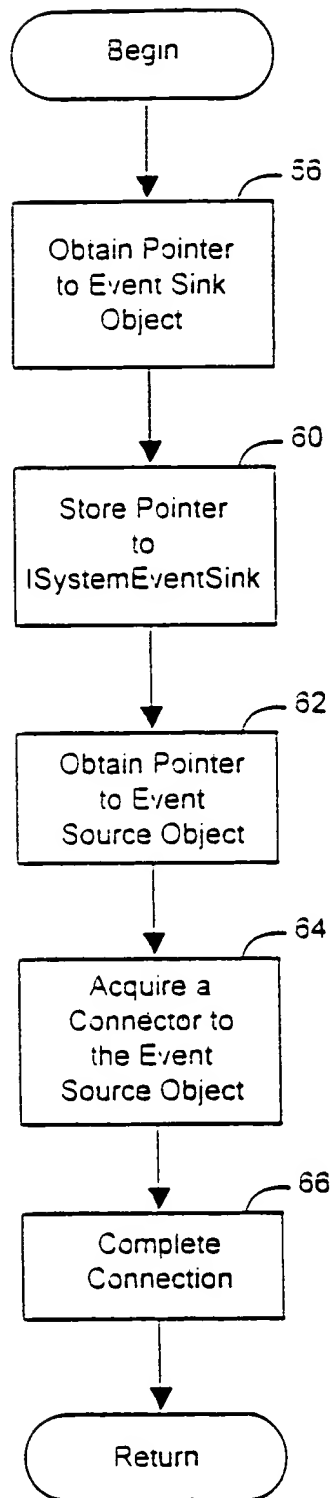 Begin
56
Obtain Pointer
to Event Sink
Object
60
Store Pointer
to
ISystemEventSink
62
Obtain Pointer
to Event
Source Object
64
Acquire a
Connector to
the Event
Source Object
66
Complete
Connection
Return